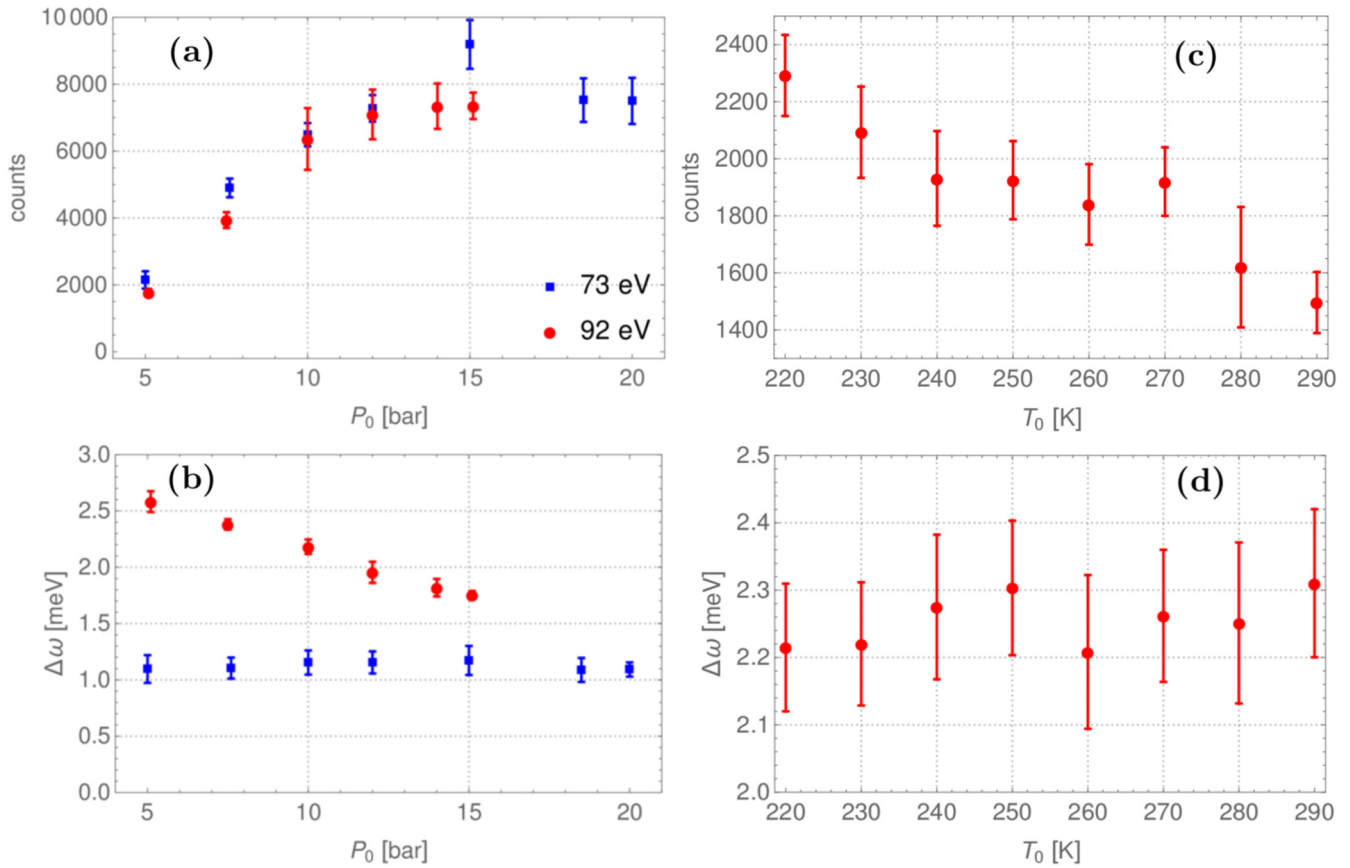 (a)
10 000
8000
6000
4000
2000
0
counts
73 eV
92 eV
5 10 15 20
P0 [bar]
(c)
2400
2200
2000
1800
1600
1400
counts
220 230 240 250 260 270 280 290
T0 [K]
(b)
3.0
2.5
2.0
1.5
1.0
0.5
0.0
Δω [meV]
5 10 15 20
P0 [bar]
(d)
2.5
2.4
2.3
2.2
2.1
2.0
Δω [meV]
220 230 240 250 260 270 280 290
T0 [K]